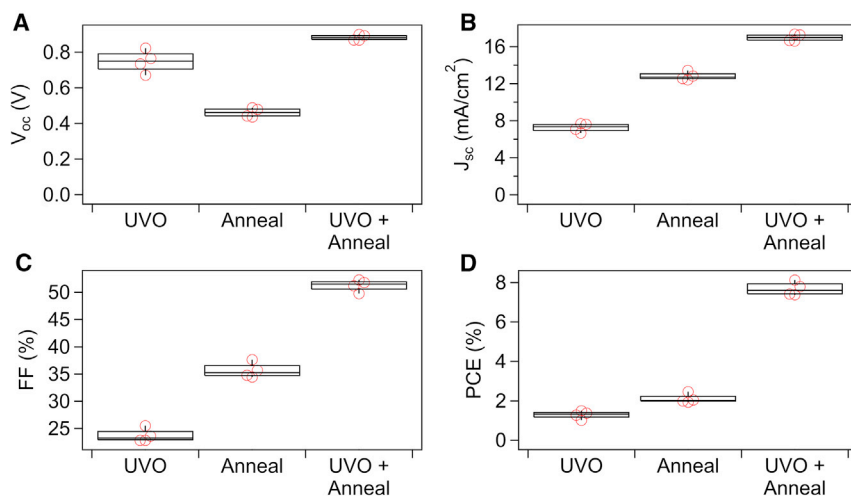 A
V_oc (V)
0.8
0.6
0.4
0.2
0.0
UVO
Anneal
UVO +
Anneal
B
J_sc (mA/cm²)
16
12
8
4
0
UVO
Anneal
UVO +
Anneal
C
FF (%)
50
45
40
35
30
25
UVO
Anneal
UVO +
Anneal
D
PCE (%)
8
6
4
2
0
UVO
Anneal
UVO +
Anneal